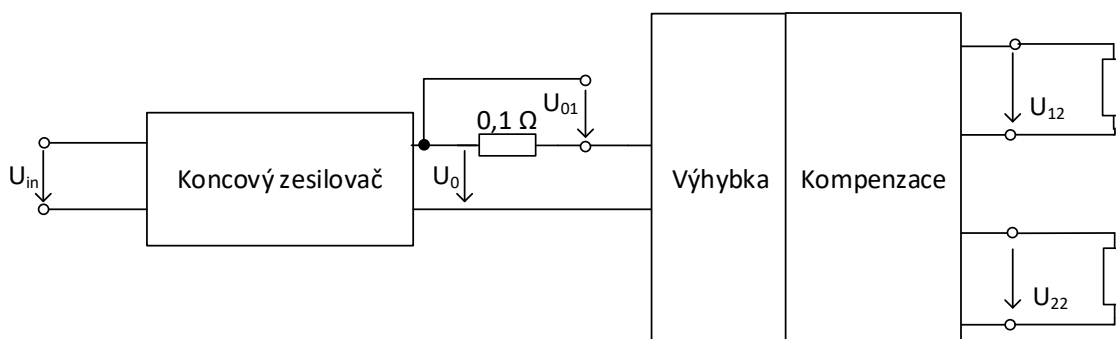 U₀₁
0,1 Ω
U₁₂
Uᵢₙ
Koncový zesilovač
U₀
Výhybka
Kompenzace
U₂₂